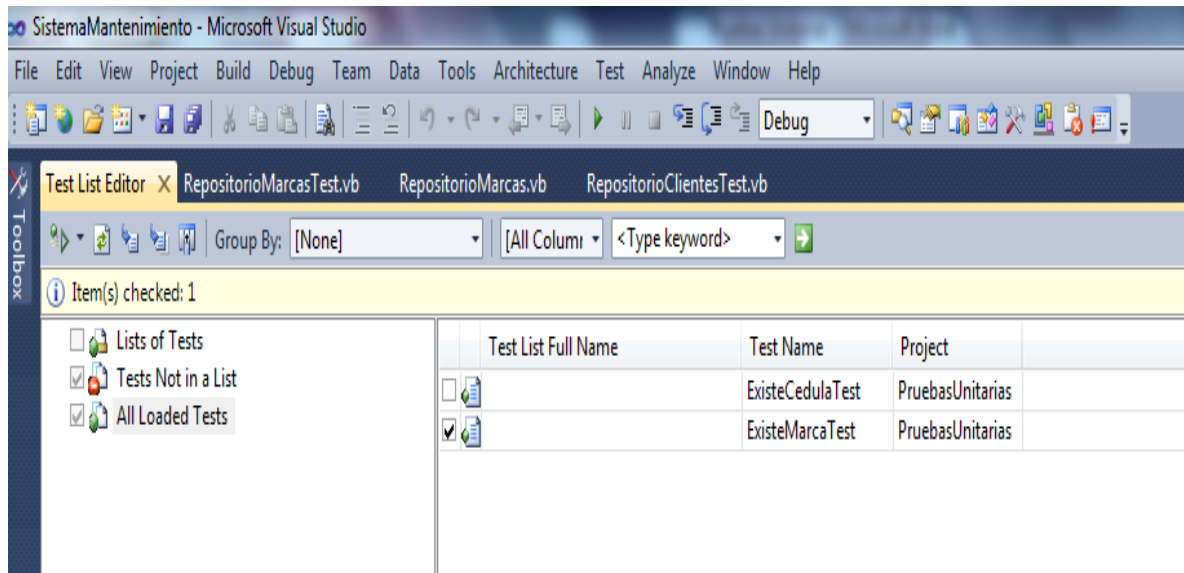 SistemaMantenimiento - Microsoft Visual Studio
File Edit View Project Build Debug Team Data Tools Architecture Test Analyze Window Help
Debug
Toolbox
Test List Editor X RepositorioMarcasTest.vb RepositorioMarcas.vb RepositorioClientesTest.vb
Group By: [None] [All Colum <Type keyword>
Item(s) checked: 1
Lists of Tests
Tests Not in a List
All Loaded Tests
Test List Full Name Test Name Project
ExisteCedulaTest PruebasUnitarias
ExisteMarcaTest PruebasUnitarias